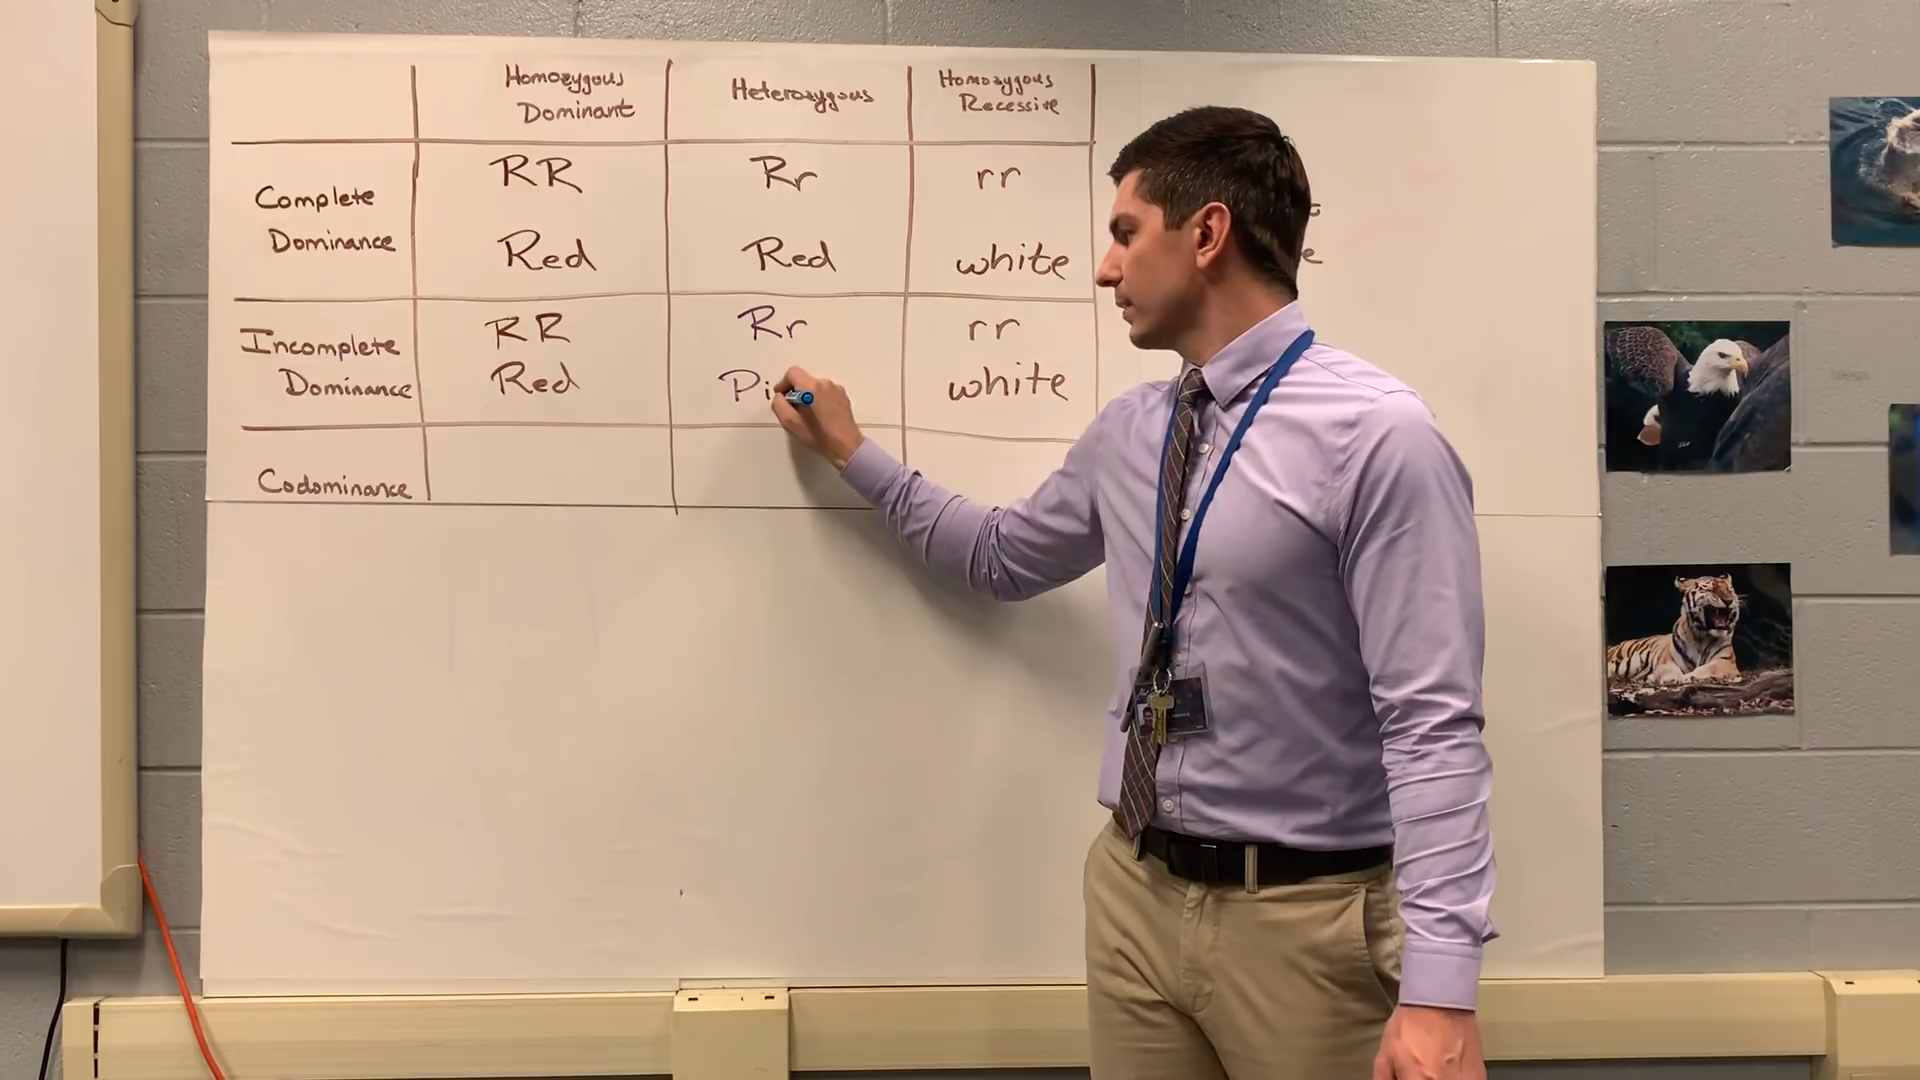 Homozygous
Dominant
Heterozygous
Homozygous
Recessive
Complete
Dominance
RR
Red
Rr
Red
rr
white
Incomplete
Dominance
RR
Red
Rr
Pi
rr
white
Codominance